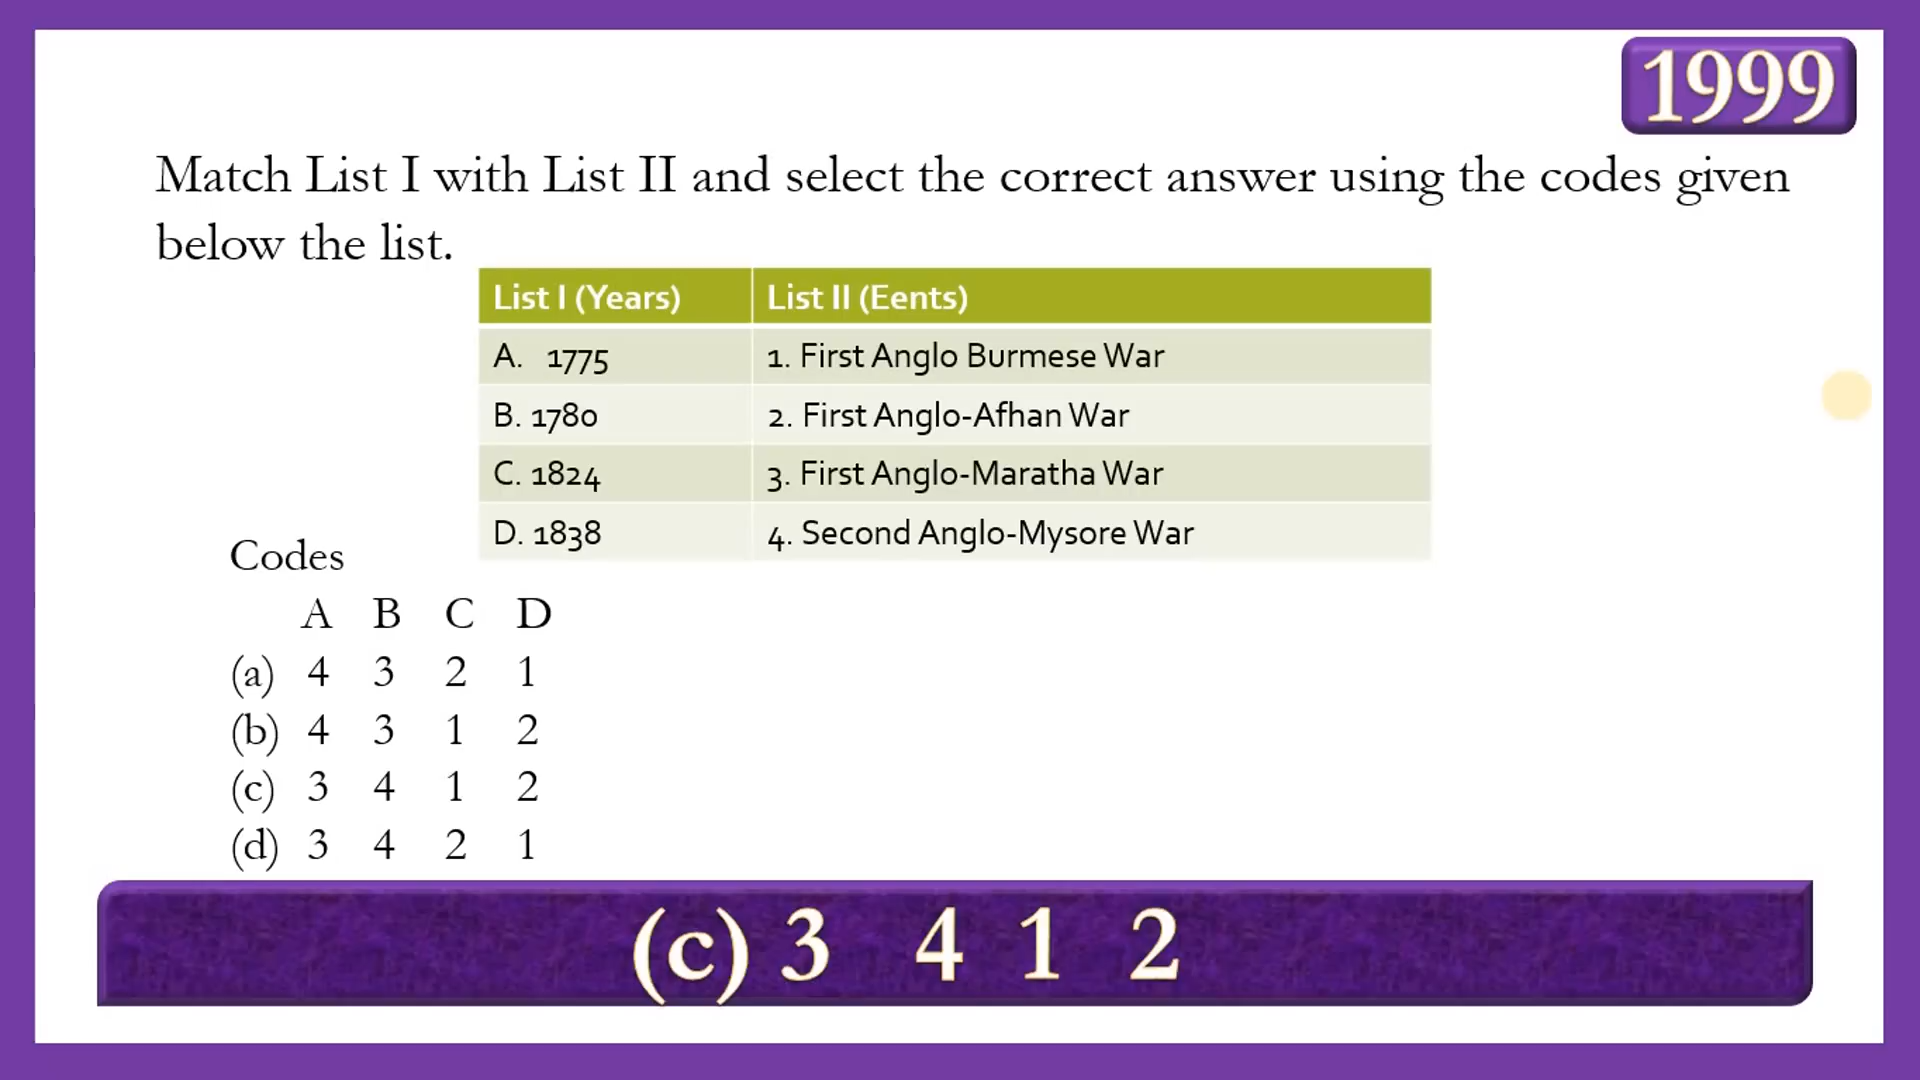 1999
Match List I with List II and select the correct answer using the codes given
below the list.
List I (Years) List II (Eents)
A. 1775 1. First Anglo Burmese War
B. 1780 2. First Anglo-Afhan War
C. 1824 3. First Anglo-Maratha War
D. 1838 4. Second Anglo-Mysore War
Codes
A B C D
(a) 4 3 2 1
(b) 4 3 1 2
(c) 3 4 1 2
(d) 3 4 2 1
(c) 3 4 1 2